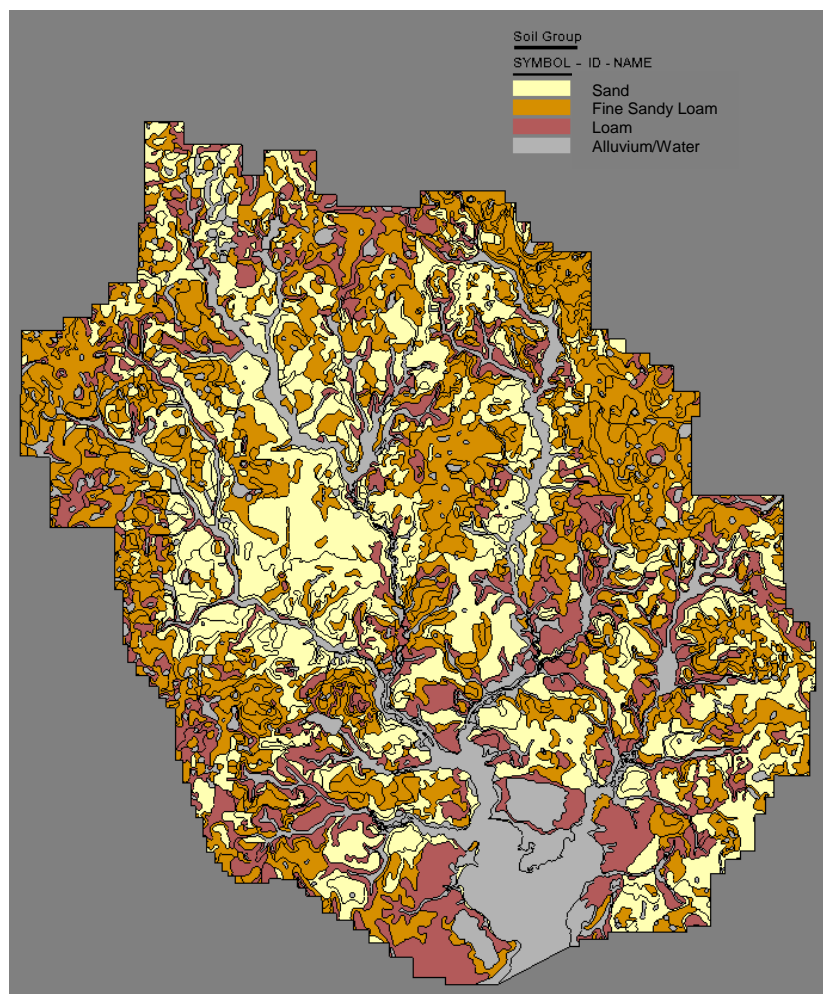 Soil Group
SYMBOL - ID - NAME
Sand
Fine Sandy Loam
Loam
Alluvium/Water